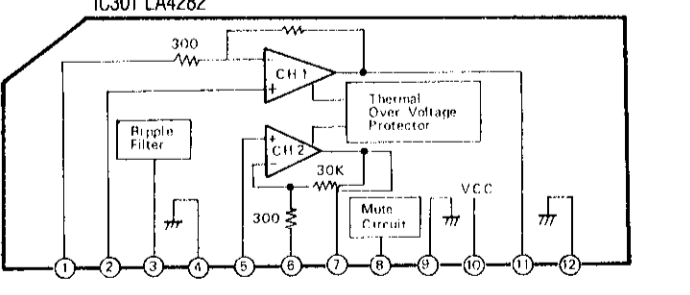 IC301 LA4282
300
CH 1
+
Thermal
Over Voltage
Protector
Ripple
Filter
+
CH 2
30K
300
Mute
Circuit
VCC
1 2 3 4 5 6 7 8 9 10 11 12